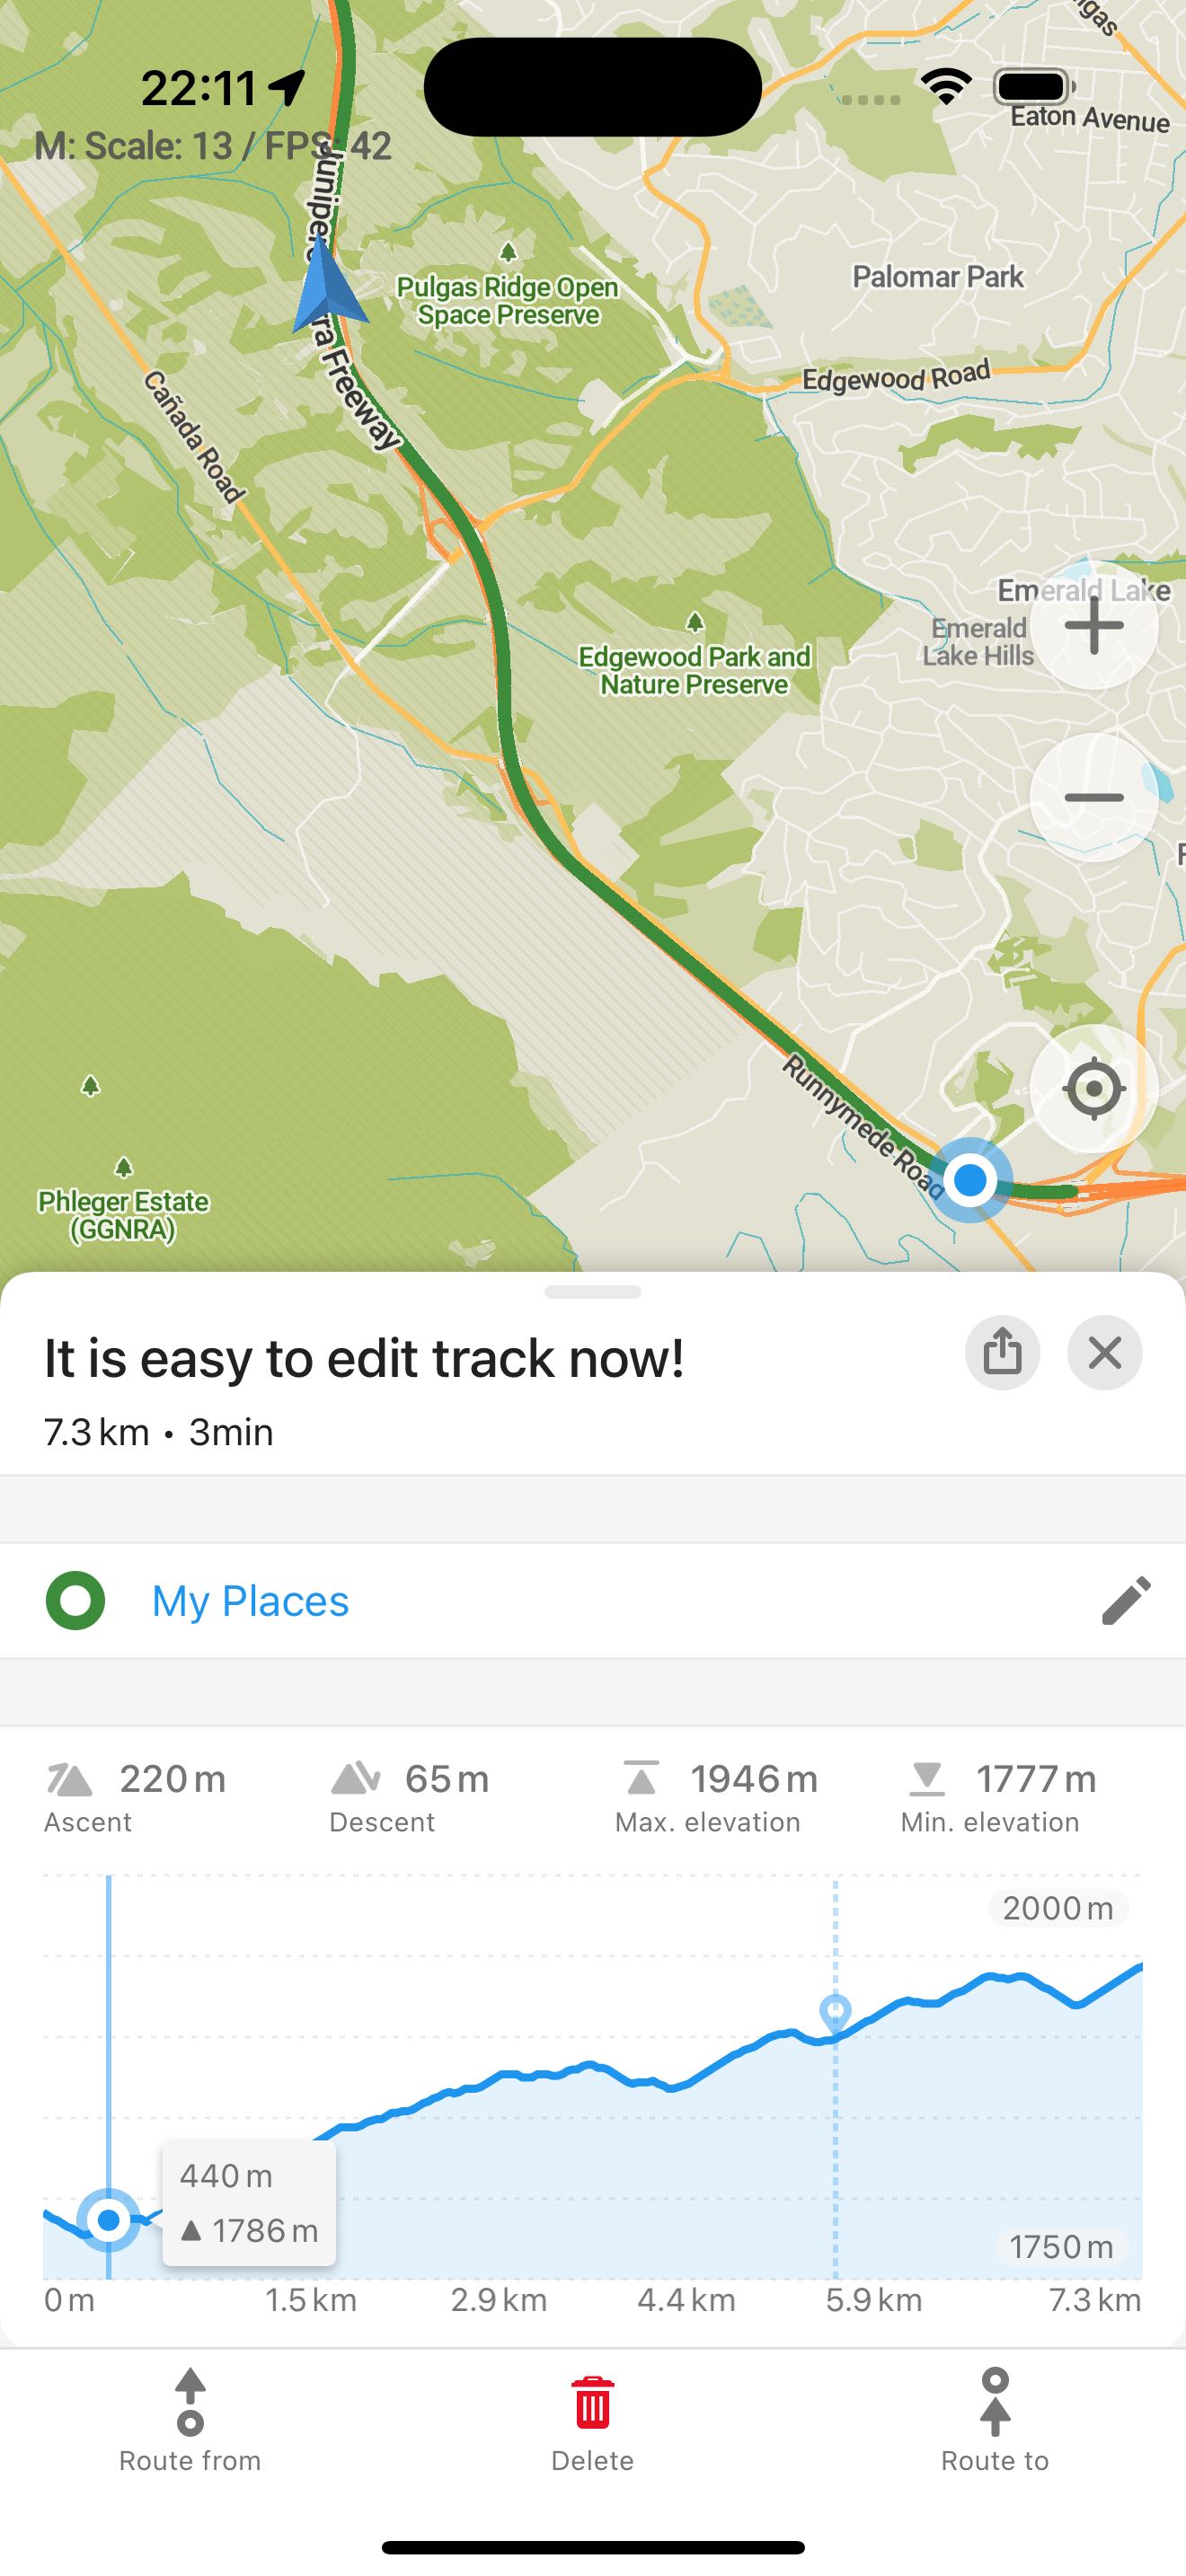 22:11
M: Scale: 13 / FPS: 42
Eaton Avenue
Pulgas Ridge Open
Space Preserve
Palomar Park
Edgewood Road
Cañada Road
Freeway
Emerald Lake
Emerald
Lake Hills
Edgewood Park and
Nature Preserve
Runnymede Road
Phleger Estate
(GGNRA)
It is easy to edit track now!
7.3 km • 3min
My Places
220 m
Ascent
65 m
Descent
1946 m
Max. elevation
1777 m
Min. elevation
2000 m
440 m
▲ 1786 m
1750 m
0 m 1.5 km 2.9 km 4.4 km 5.9 km 7.3 km
Route from
Delete
Route to